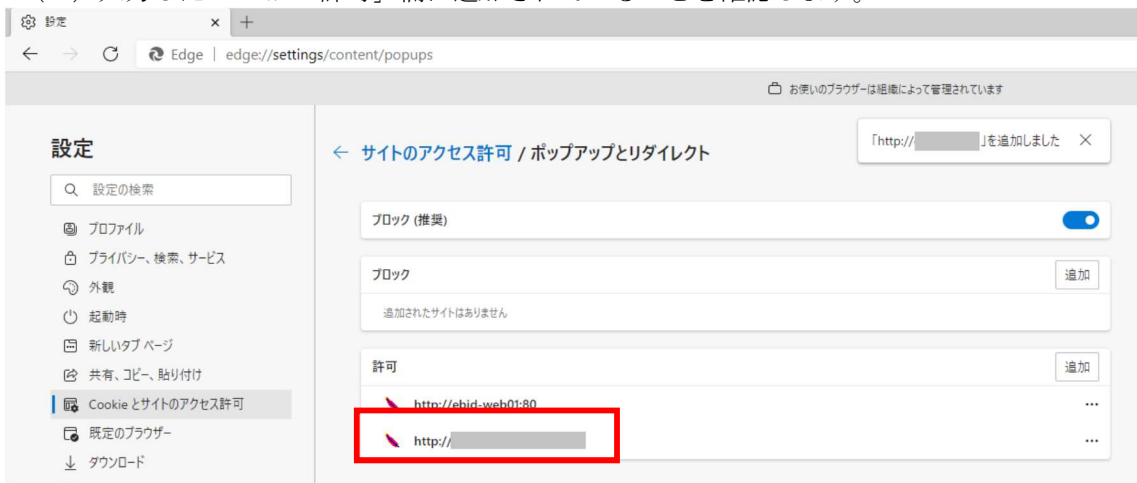 設定
Edge | edge://settings/content/popups
お使いのブラウザーは組織によって管理されています
「http://」を追加しました
設定
設定の検索
プロファイル
プライバシー、検索、サービス
外観
起動時
新しいタブ ページ
共有、コピー、貼り付け
Cookie とサイトのアクセス許可
既定のブラウザー
ダウンロード
サイトのアクセス許可 / ポップアップとリダイレクト
ブロック (推奨)
ブロック
追加
追加されたサイトはありません
許可
追加
http://ebid-web01:80
http://